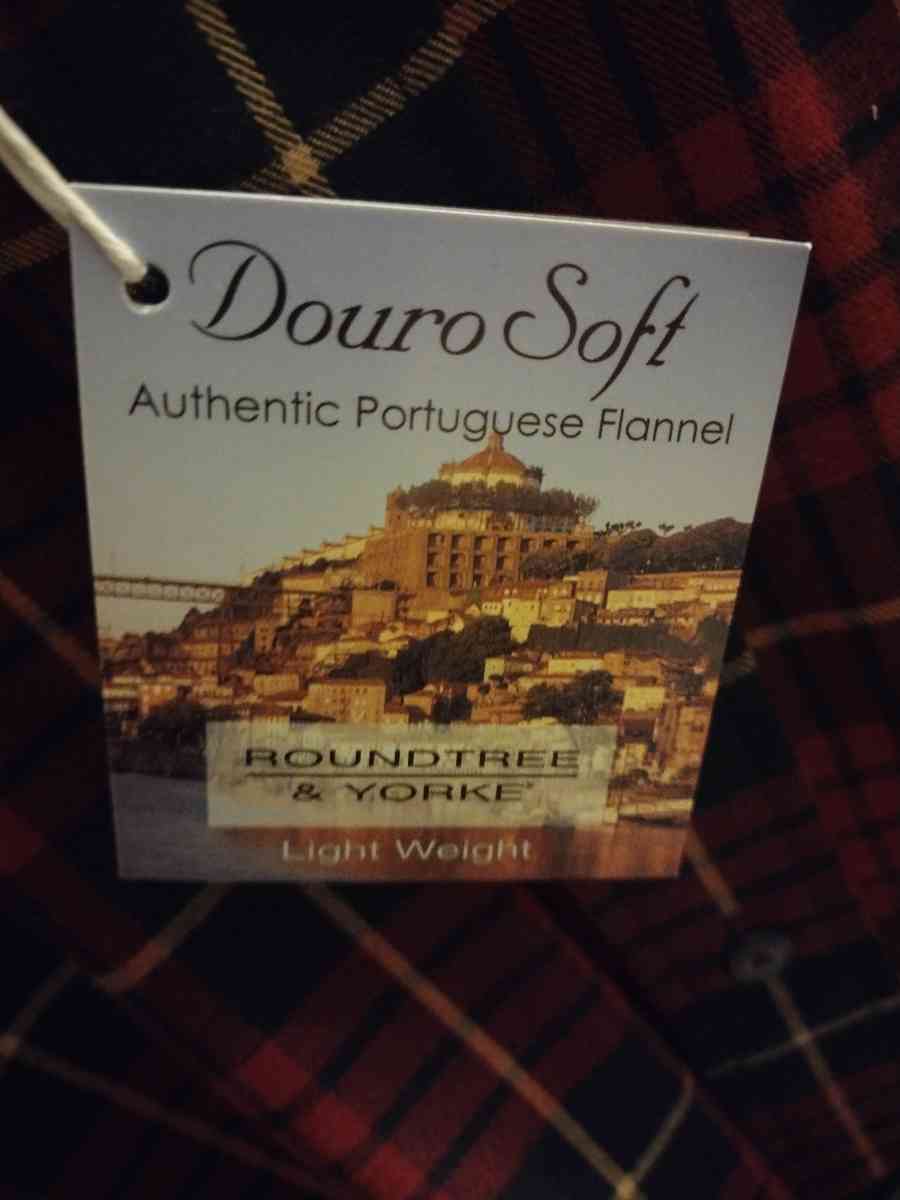 Douro Soft
Authentic Portuguese Flannel
ROUNDTREE
& YORKE
Light Weight